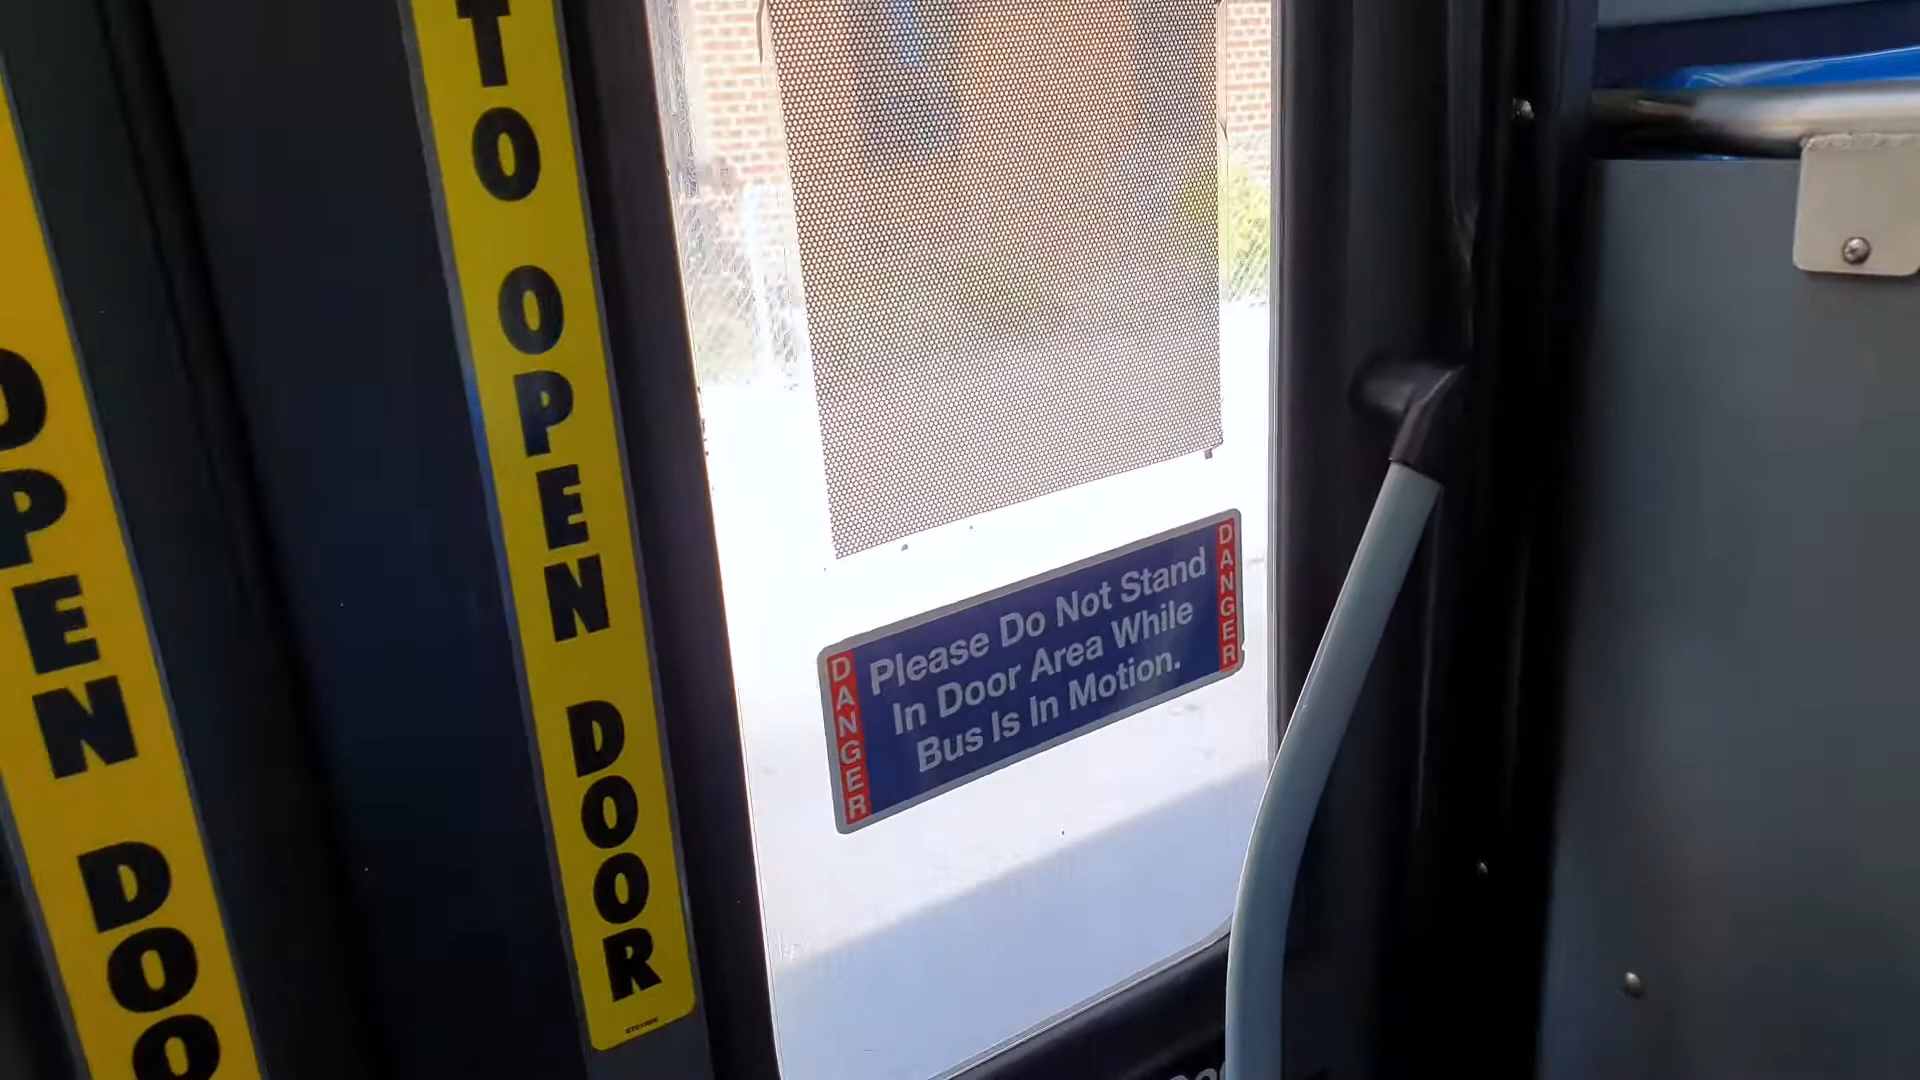 OPEN DOO
TO OPEN DOOR
DANGER
Please Do Not Stand
In Door Area While
Bus Is In Motion.
DANGER